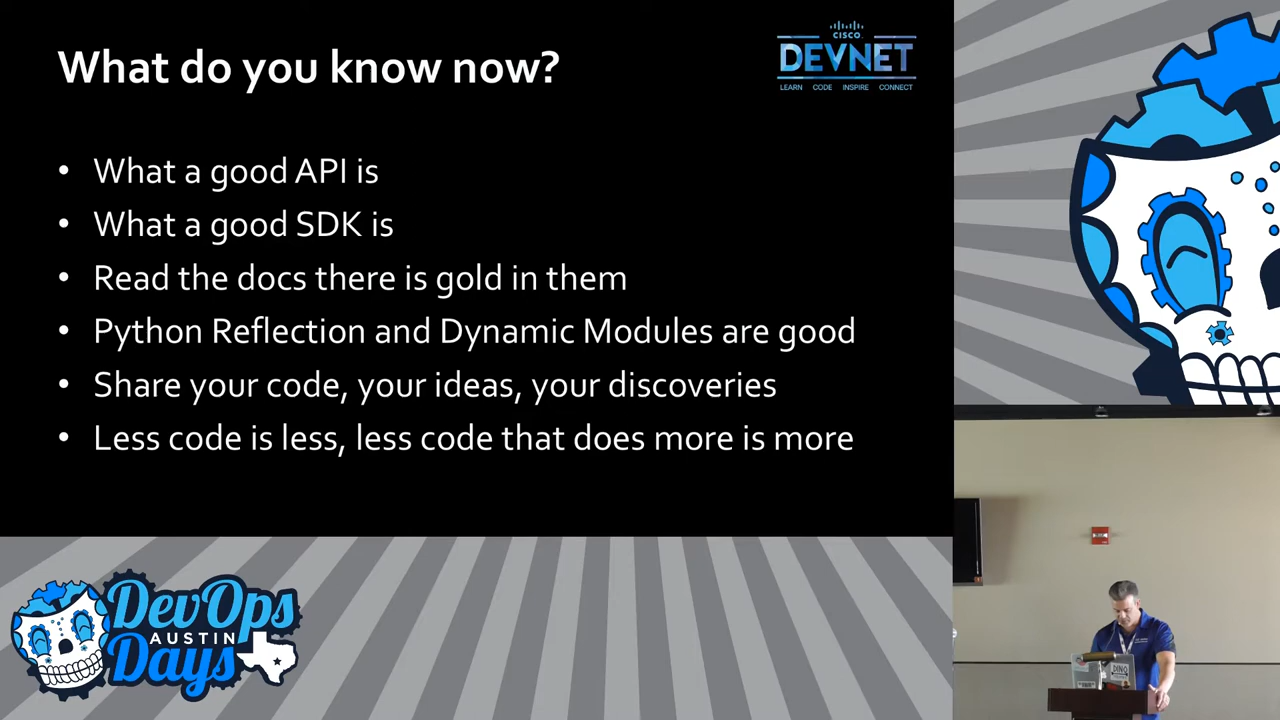 What do you know now?
CISCO
DEVNET
LEARN CODE INSPIRE CONNECT
• What a good API is
• What a good SDK is
• Read the docs there is gold in them
• Python Reflection and Dynamic Modules are good
• Share your code, your ideas, your discoveries
• Less code is less, less code that does more is more
DevOps
AUSTIN
Days